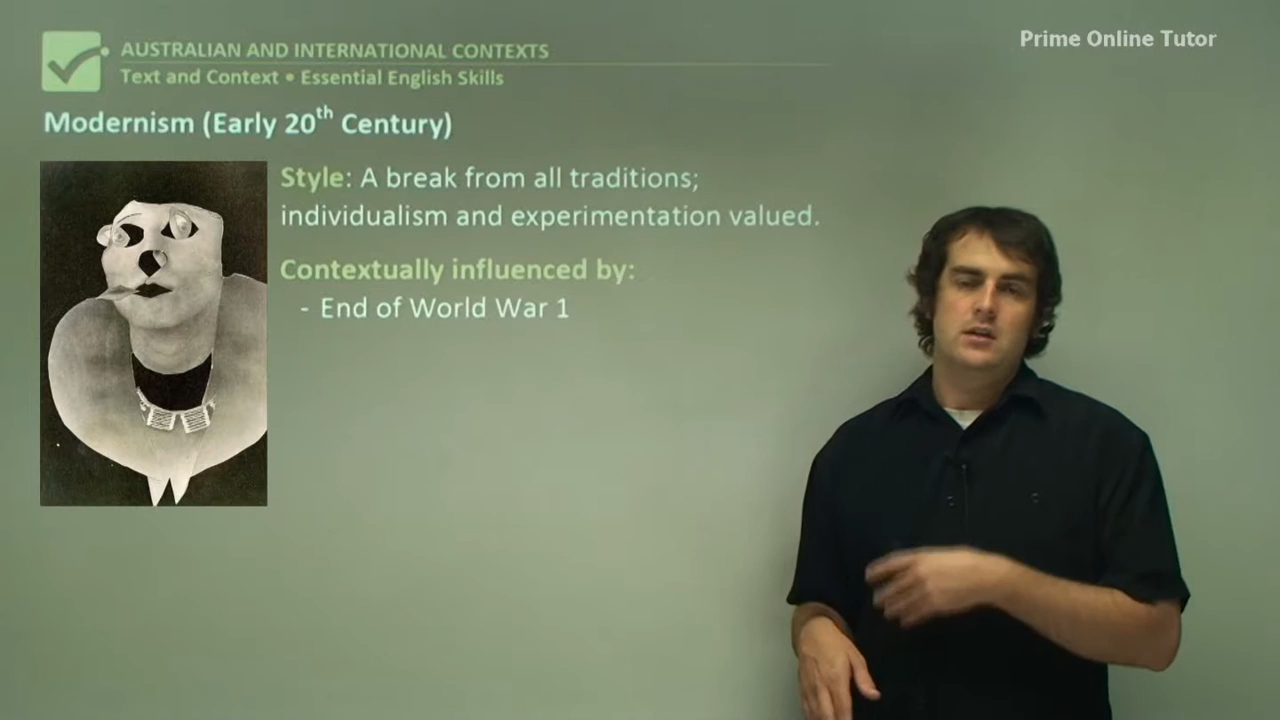 Prime Online Tutor
AUSTRALIAN AND INTERNATIONAL CONTEXTS
Text and Context • Essential English Skills
Modernism (Early 20th Century)
Style: A break from all traditions;
individualism and experimentation valued.
Contextually influenced by:
- End of World War 1